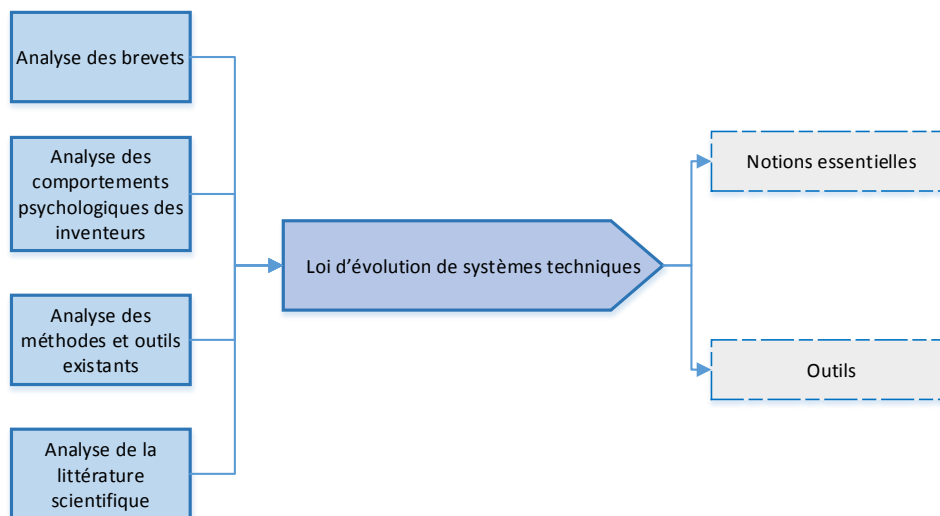 Analyse des brevets
Analyse des
comportements
psychologiques des
inventeurs
Analyse des
méthodes et outils
existants
Analyse de la
littérature
scientifique
Loi d’évolution de systèmes techniques
Notions essentielles
Outils